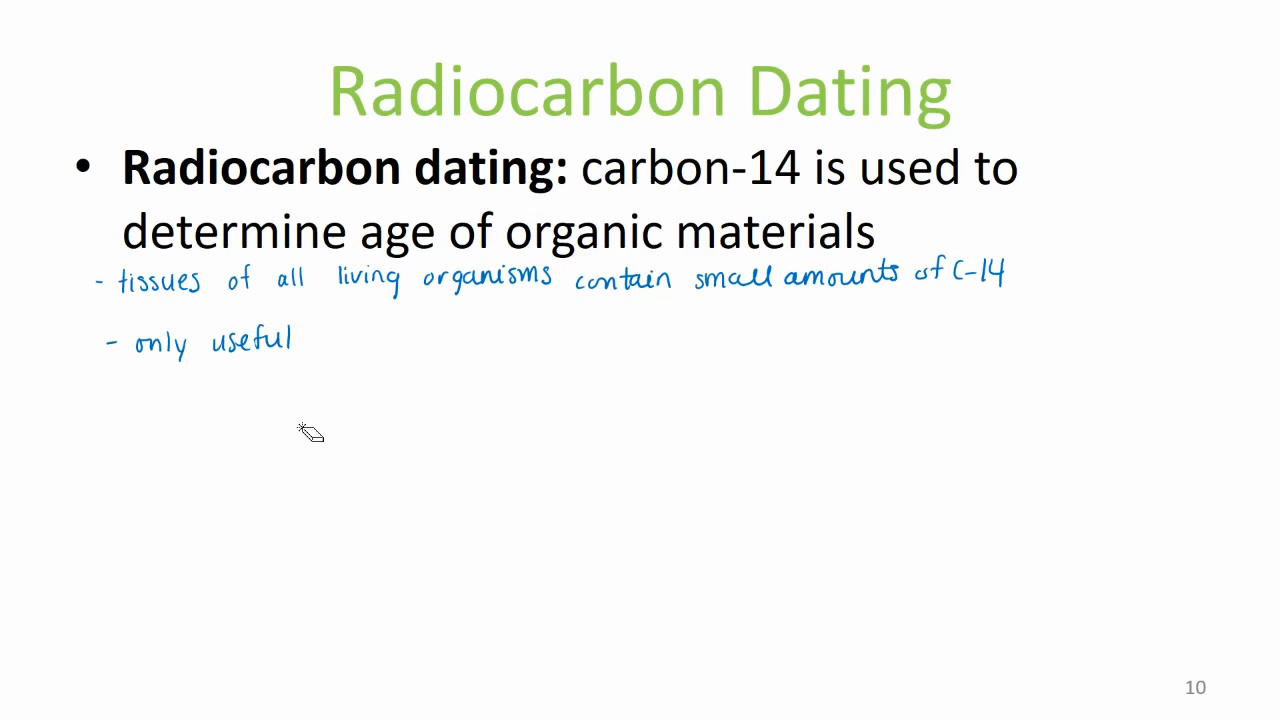 Radiocarbon Dating
• Radiocarbon dating: carbon-14 is used to
determine age of organic materials
- tissues of all living organisms contain small amounts of C-14
- only useful
10